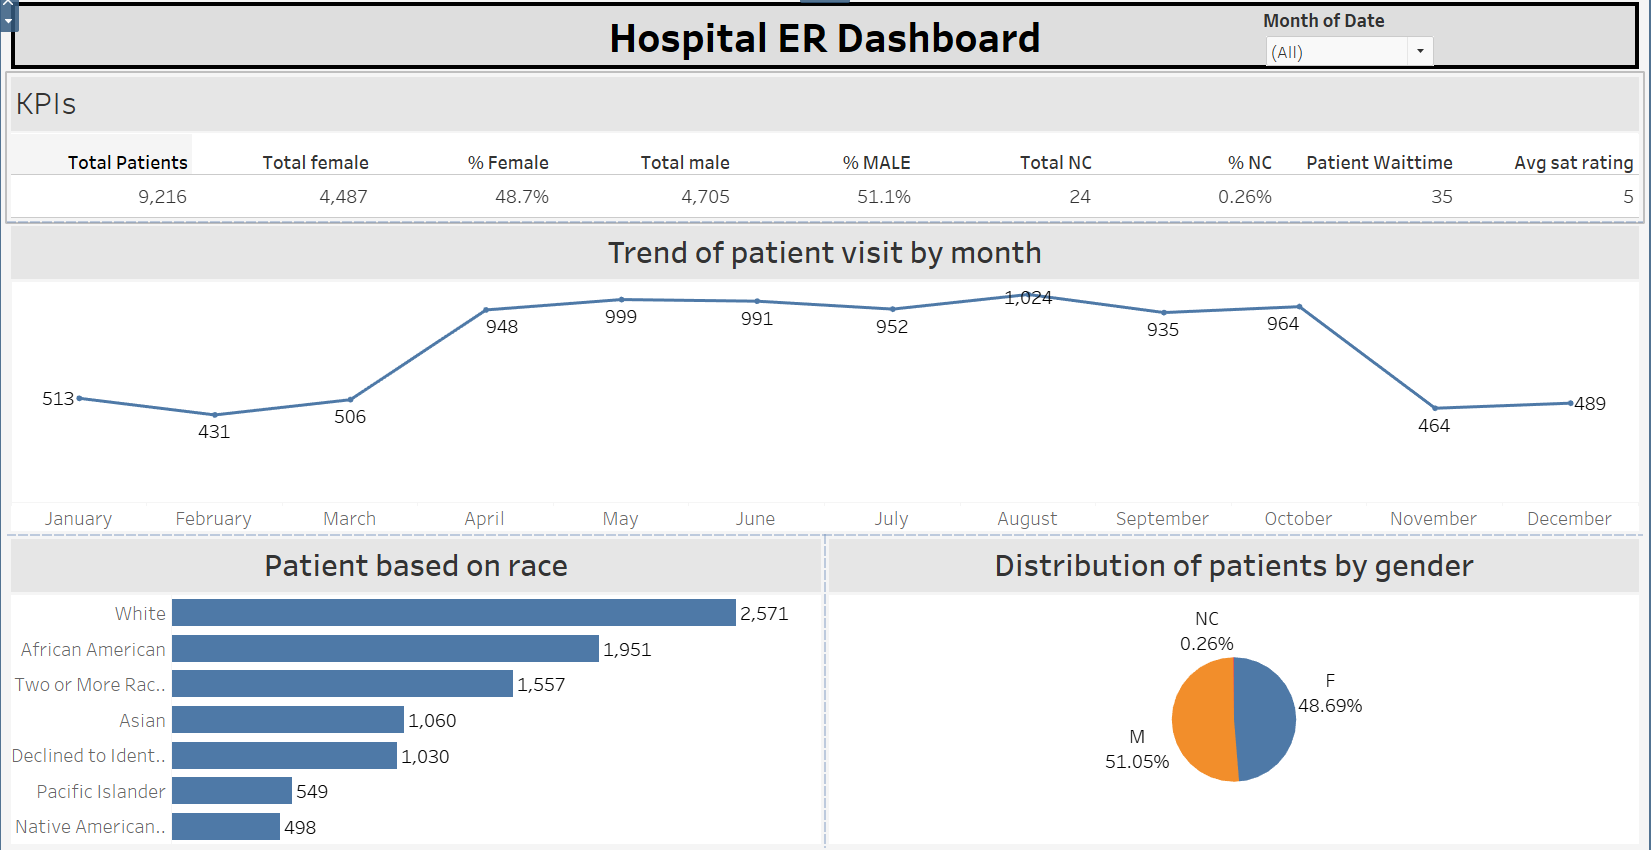 Hospital ER Dashboard
Month of Date
(All)
KPIs
Total Patients Total female % Female Total male % MALE Total NC % NC Patient Waittime Avg sat rating
9,216 4,487 48.7% 4,705 51.1% 24 0.26% 35 5
Trend of patient visit by month
513 431 506 948 999 991 952 1,024 935 964 464 489
January February March April May June July August September October November December
Patient based on race
White 2,571
African American 1,951
Two or More Rac.. 1,557
Asian 1,060
Declined to Ident.. 1,030
Pacific Islander 549
Native American.. 498
Distribution of patients by gender
NC
0.26%
F
48.69%
M
51.05%